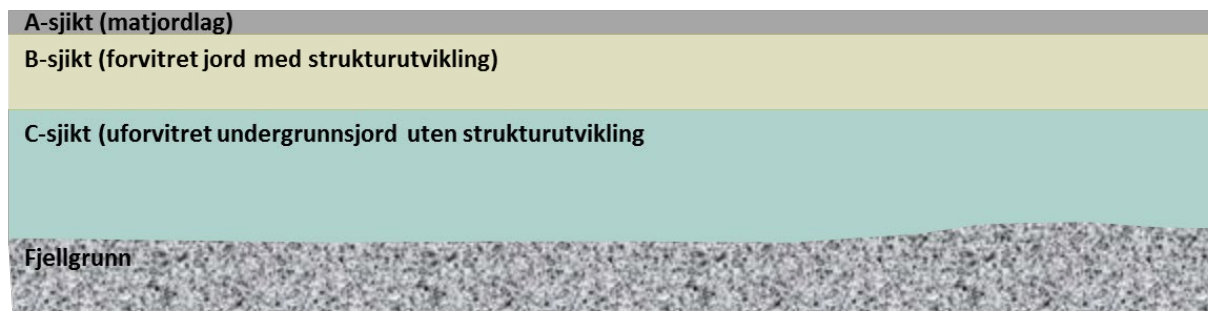 A-sjikt (matjordlag)
B-sjikt (forvitret jord med strukturutvikling)
C-sjikt (uforvitret undergrunnsjord uten strukturutvikling
Fjellgrunn